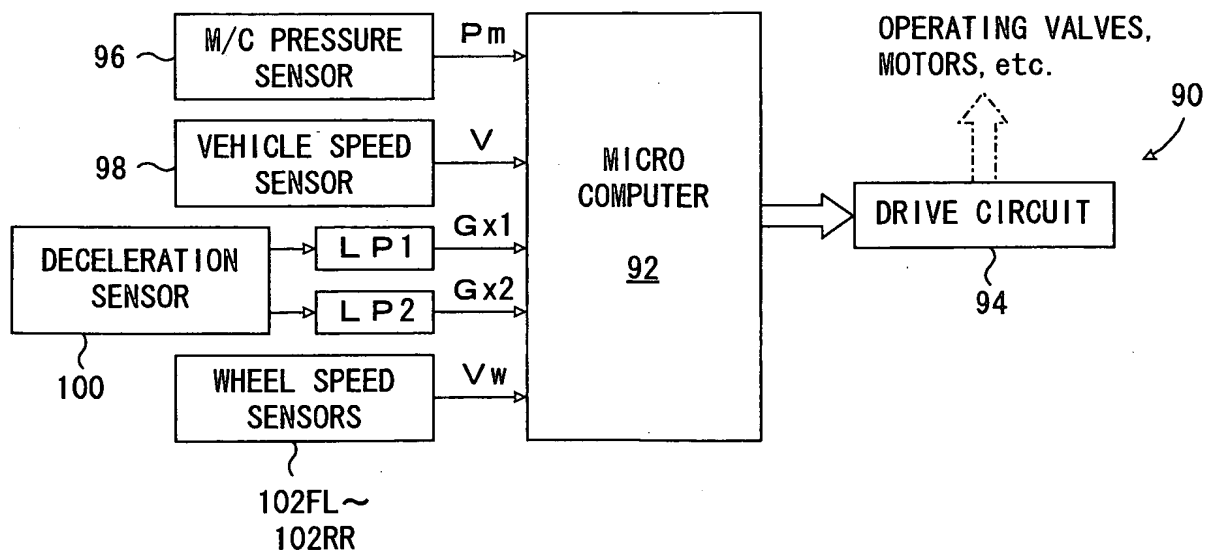 M/C PRESSURE
SENSOR
96
Pm
VEHICLE SPEED
SENSOR
98
V
DECELERATION
SENSOR
100
LP1
Gx1
LP2
Gx2
WHEEL SPEED
SENSORS
Vw
102FL～
102RR
MICRO
COMPUTER
92
OPERATING VALVES,
MOTORS, etc.
90
DRIVE CIRCUIT
94